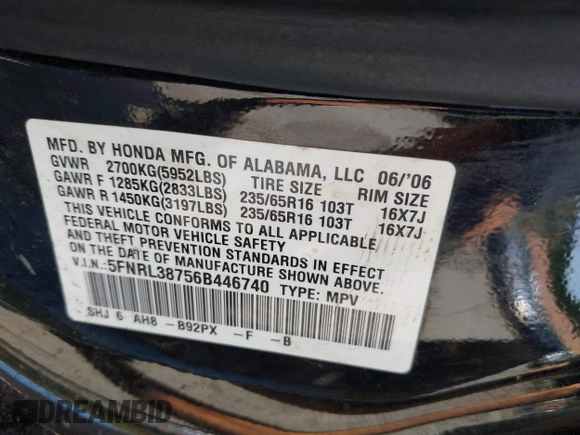 MFD. BY HONDA MFG. OF ALABAMA, LLC 06/'06
GVWR 2700KG(5952LBS) TIRE SIZE RIM SIZE
GAWR F 1285KG(2833LBS) 235/65R16 103T 16X7J
GAWR R 1450KG(3197LBS) 235/65R16 103T 16X7J
THIS VEHICLE CONFORMS TO ALL APPLICABLE
FEDERAL MOTOR VEHICLE SAFETY
AND THEFT PREVENTION STANDARDS IN EFFECT
ON THE DATE OF MANUFACTURE SHOWN ABOVE.
V.I.N.:5FNRL38756B446740 TYPE: MPV
SHJ 6 AH8 -B92PX -F -B
DREAMBID